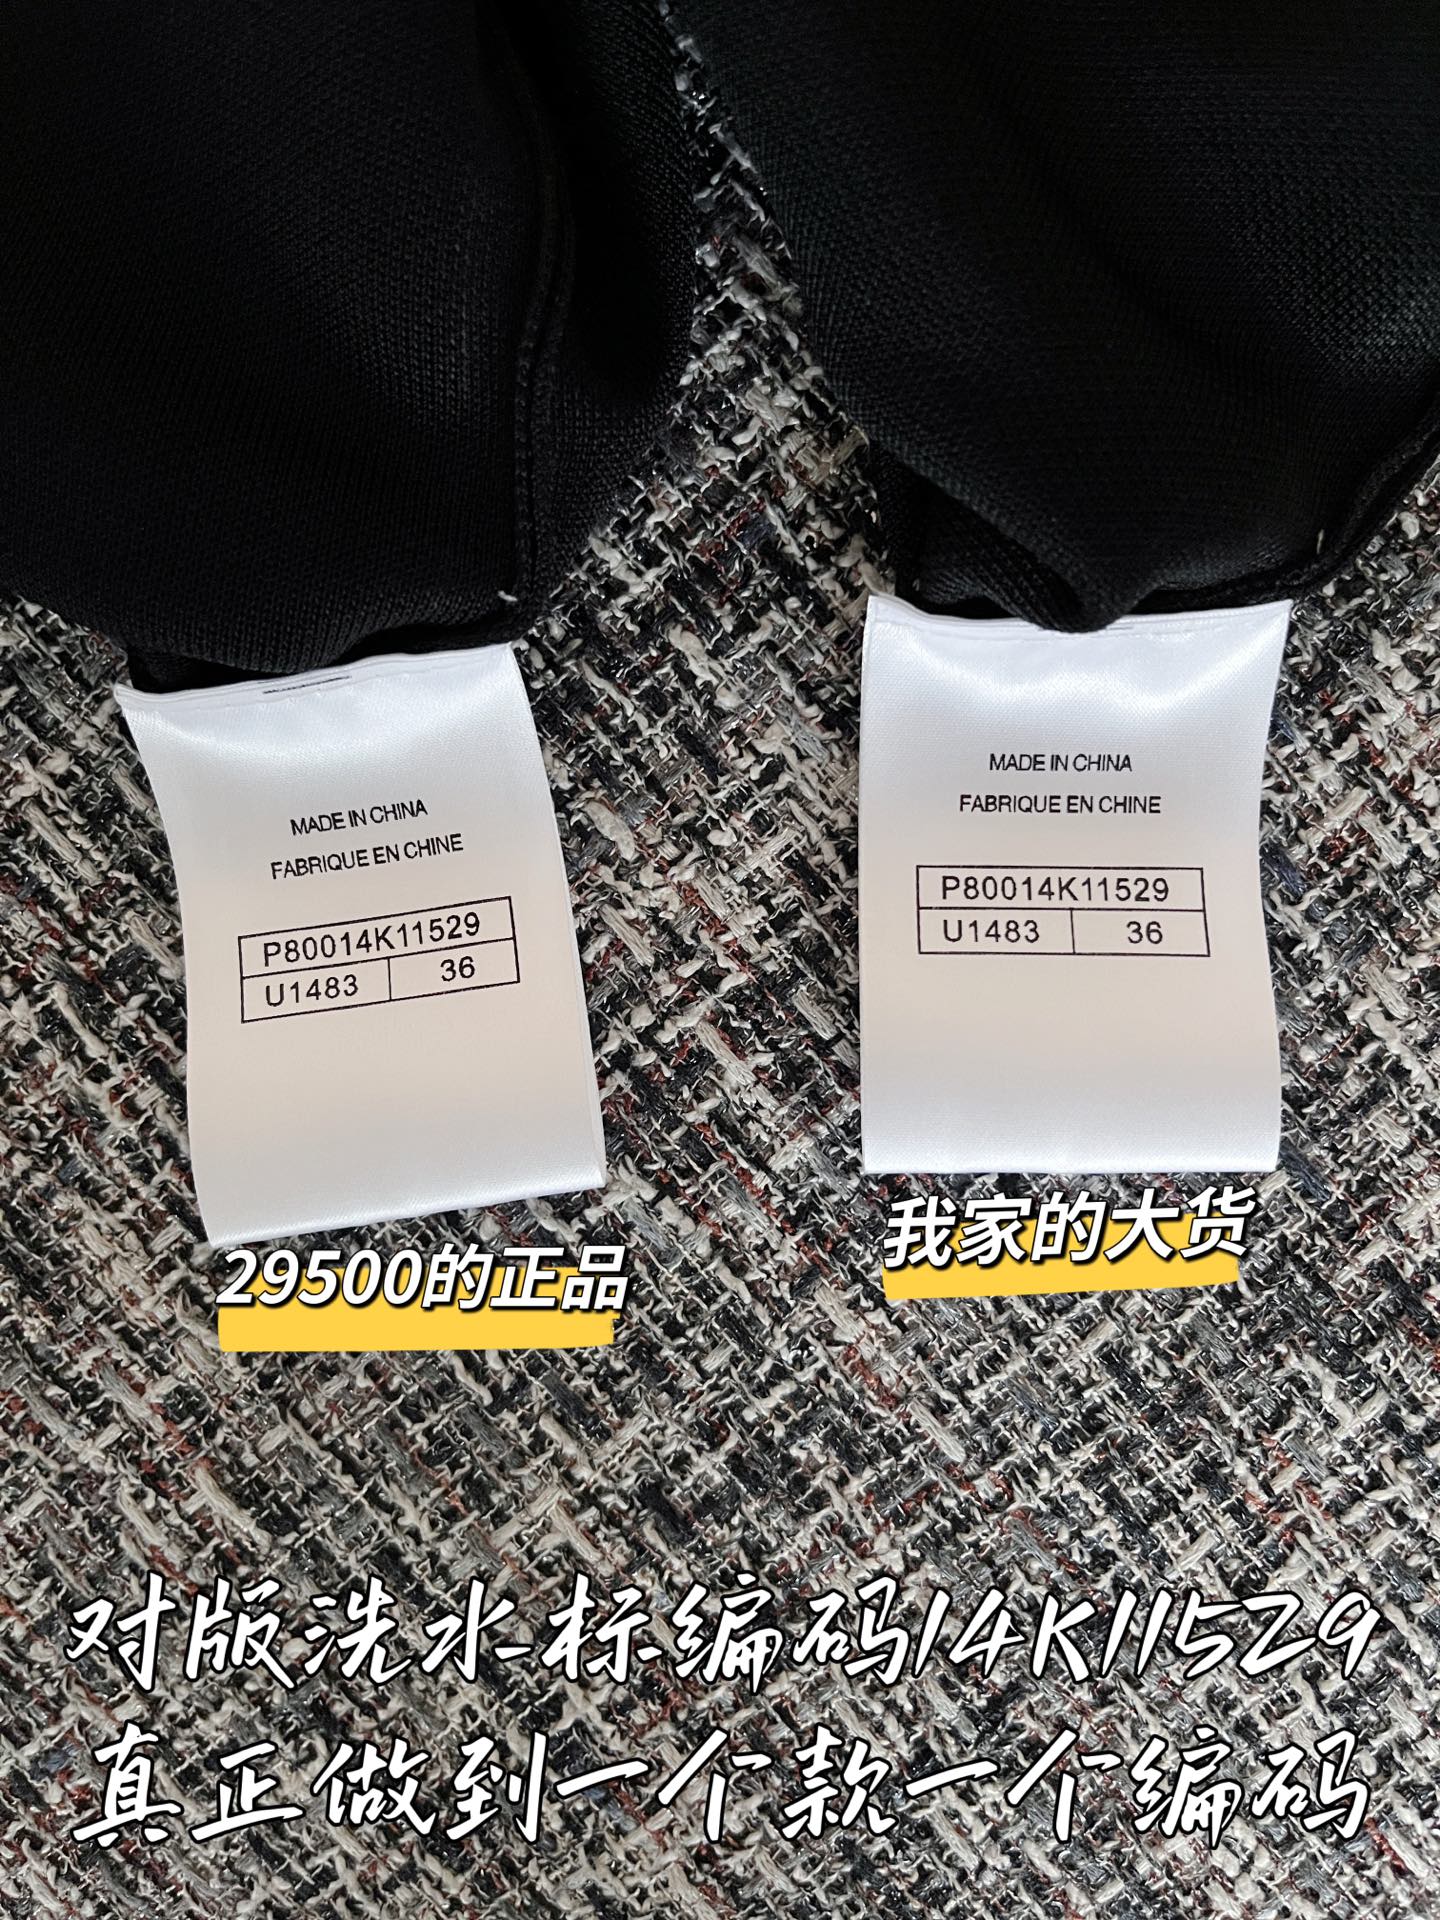 MADE IN CHINA
FABRIQUE EN CHINE
P80014K11529
U1483 36
MADE IN CHINA
FABRIQUE EN CHINE
P80014K11529
U1483 36
29500的正品
我家的大货
对版洗水标编码14K11529
真正做到一个款一个编码